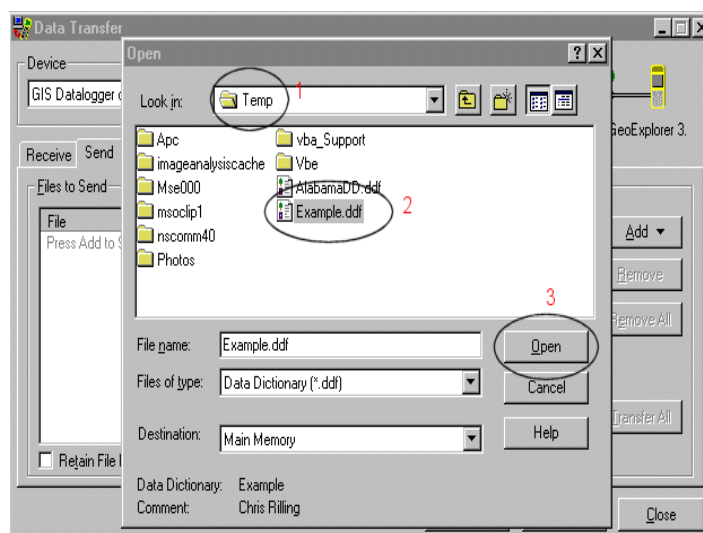 Data Transfer
Open
Device
GIS Datalogger
Look in:
Temp
1
GeoExplorer 3.
Receive
Send
Apc
imageanalysiscache
Mse000
msoclip1
nscomm40
Photos
vba_Support
Vbe
AlabamaDD.ddf
Example.ddf
2
Files to Send
File
Press Add to
Add
Remove
Remove All
3
File name:
Example.ddf
Open
Files of type:
Data Dictionary (*.ddf)
Cancel
Destination:
Main Memory
Help
Transfer All
Retain File
Data Dictionary: Example
Comment: Chris Rilling
Close